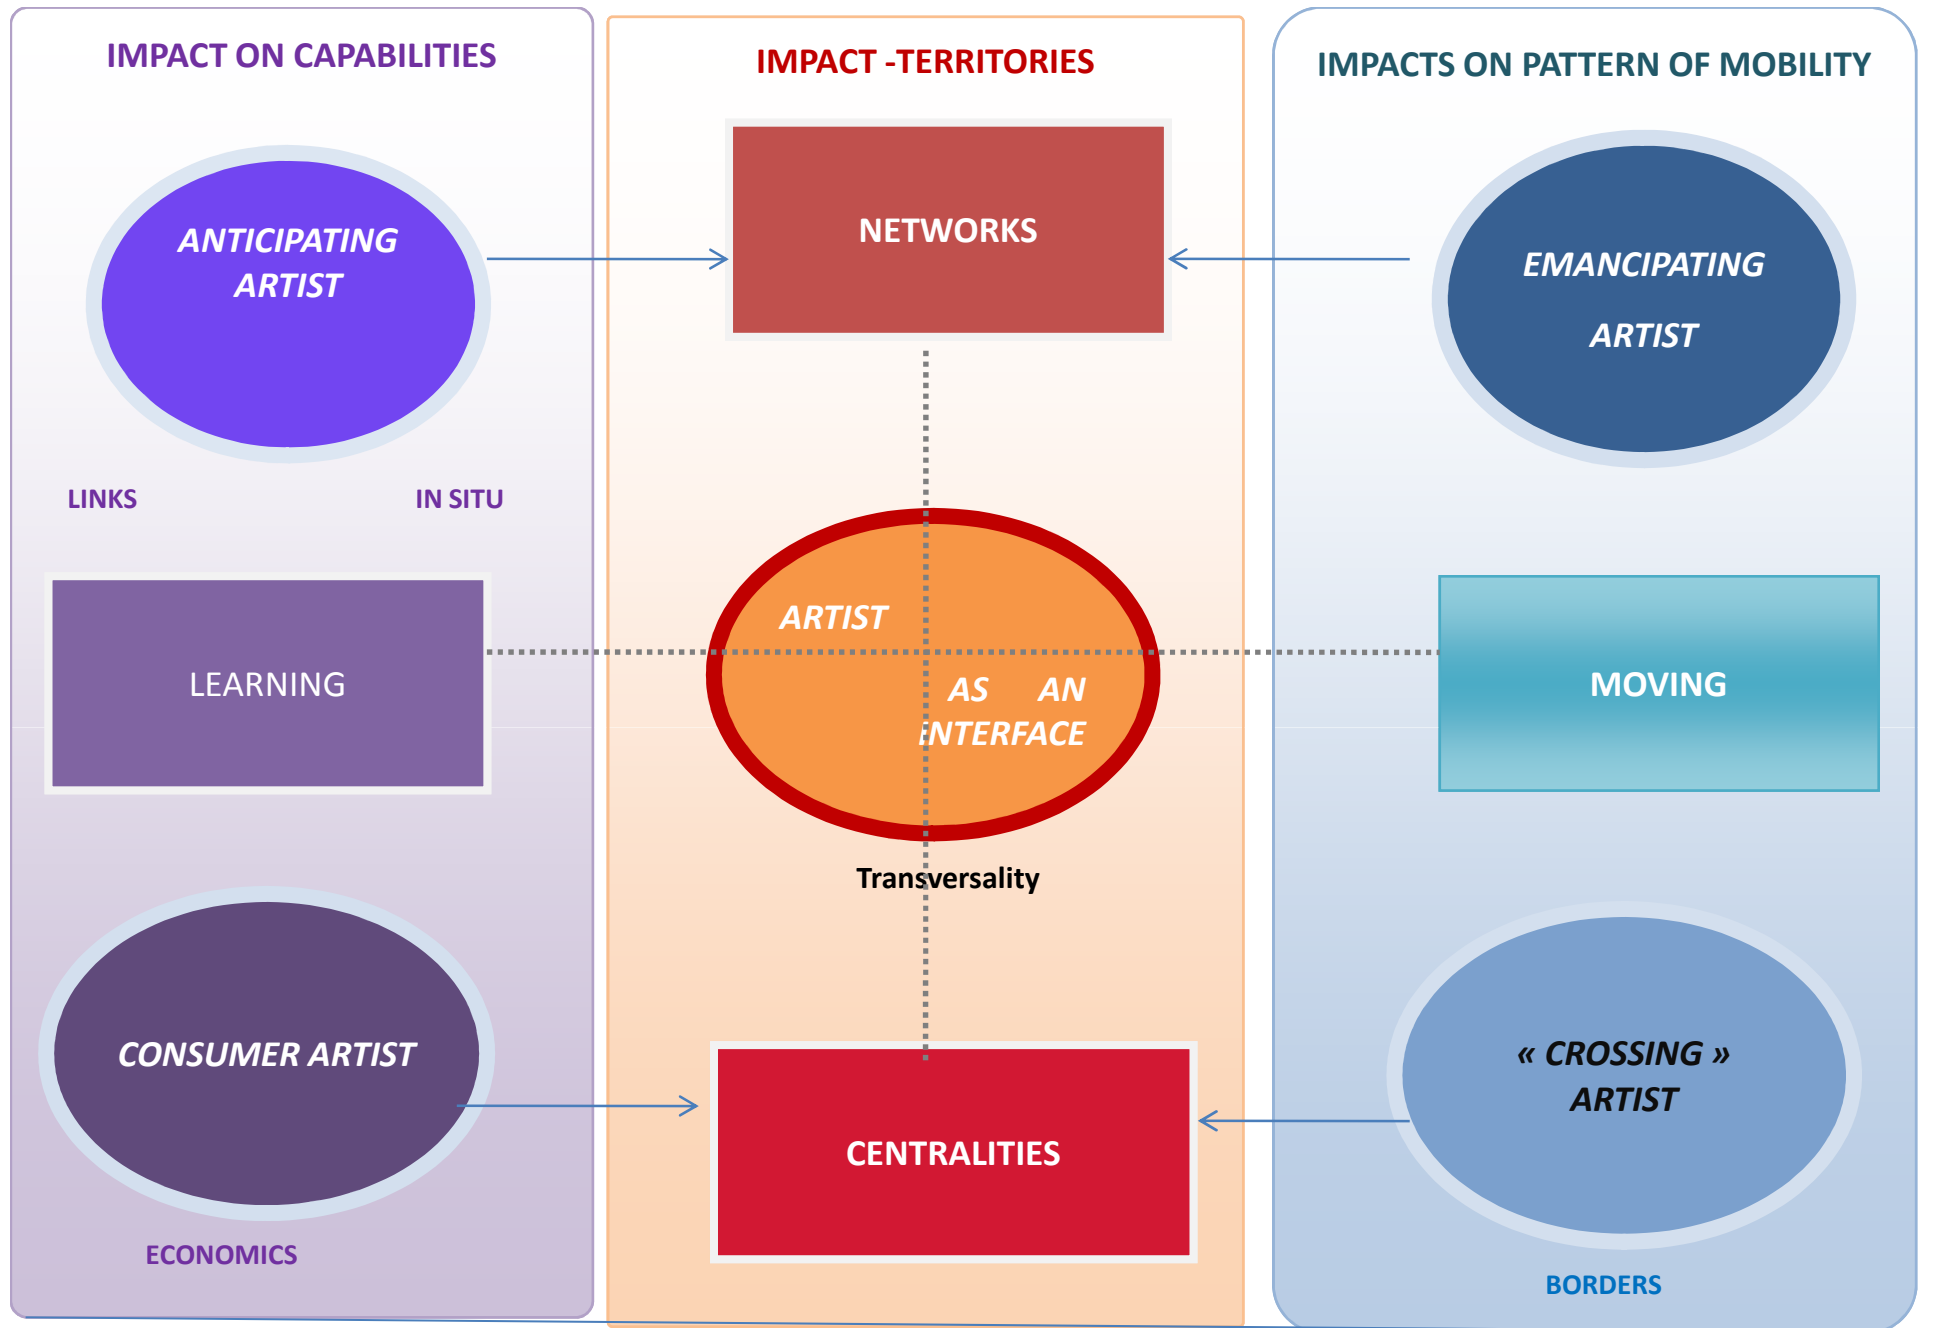 IMPACT ON CAPABILITIES
ANTICIPATING
ARTIST
LINKS
IN SITU
LEARNING
CONSUMER ARTIST
ECONOMICS
IMPACT -TERRITORIES
NETWORKS
ARTIST
AS AN
INTERFACE
Transversality
CENTRALITIES
IMPACTS ON PATTERN OF MOBILITY
EMANCIPATING
ARTIST
MOVING
« CROSSING »
ARTIST
BORDERS